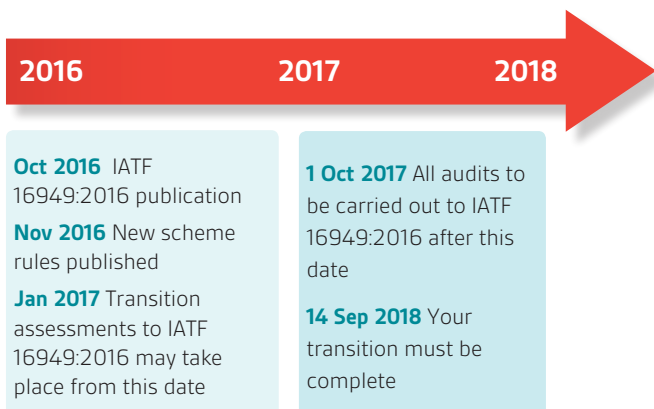 2016 2017 2018
Oct 2016 IATF
16949:2016 publication
Nov 2016 New scheme
rules published
Jan 2017 Transition
assessments to IATF
16949:2016 may take
place from this date
1 Oct 2017 All audits to
be carried out to IATF
16949:2016 after this
date
14 Sep 2018 Your
transition must be
complete